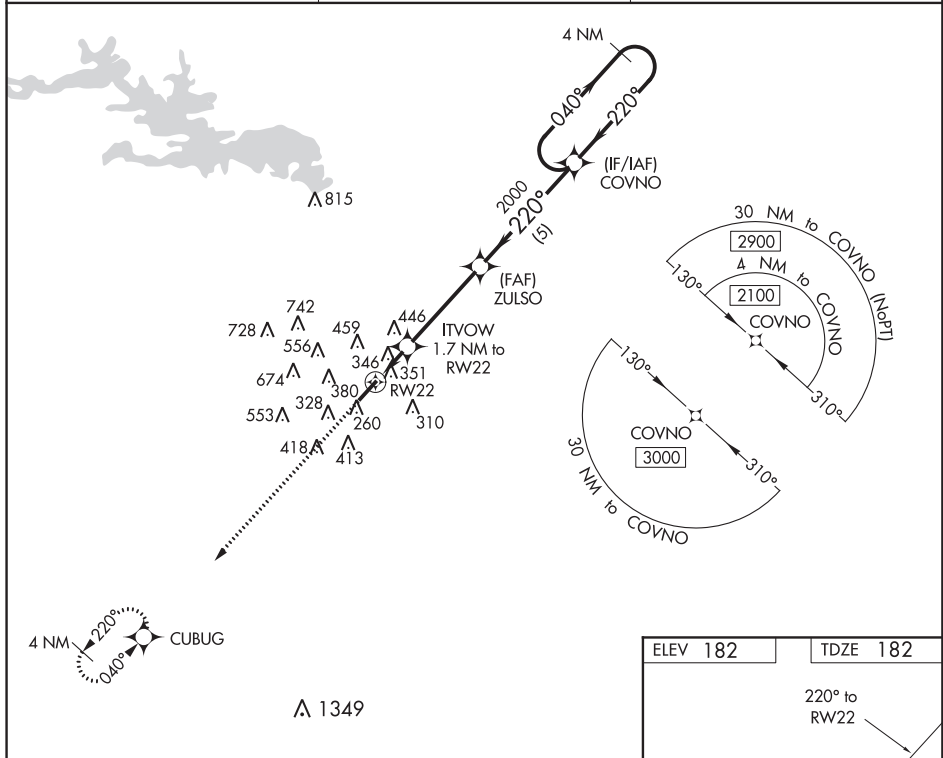 4 NM
040°
220°
(IF/IAF)
COVNO
2000
220°
(5)
815
(FAF)
ZULSO
30 NM to COVNO (NoPT)
2900
130°
4 NM to COVNO
2100
COVNO
310°
742
728
459
446
ITVOW
1.7 NM to
RW22
556
346
351
674
380
RW22
553
328
260
310
418
413
130°
COVNO
3000
310°
30 NM to COVNO
4 NM
220°
040°
CUBUG
1349
ELEV 182
TDZE 182
220° to
RW22